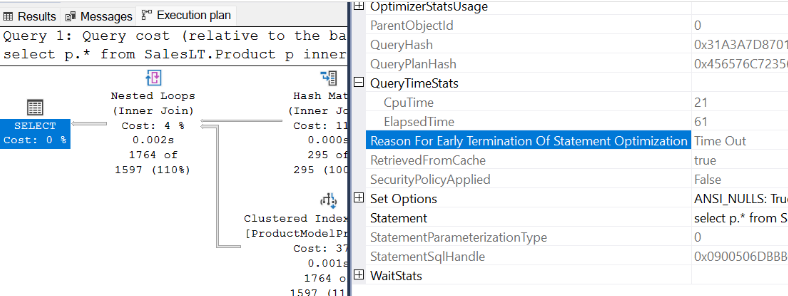 Results Messages Execution plan
Query 1: Query cost (relative to the ba
select p.* from SalesLT.Product p inner
SELECT
Cost: 0 %
Nested Loops
(Inner Join)
Cost: 4 %
0.002s
1764 of
1597 (110%)
Hash Mat
(Inner Jo
Cost: 11
0.000s
295 of
295 (100
Clustered Index
[ProductModelPr
Cost: 37
0.001s
1764 o
1597 (11
OptimizerStatsUsage
ParentObjectId 0
QueryHash 0x31A3A7D8701
QueryPlanHash 0x456576C72356
QueryTimeStats
CpuTime 21
ElapsedTime 61
Reason For Early Termination Of Statement Optimization Time Out
RetrievedFromCache true
SecurityPolicyApplied False
Set Options ANSI_NULLS: Tru
Statement select p.* from S
StatementParameterizationType 0
StatementSqlHandle 0x0900506DBBB
WaitStats